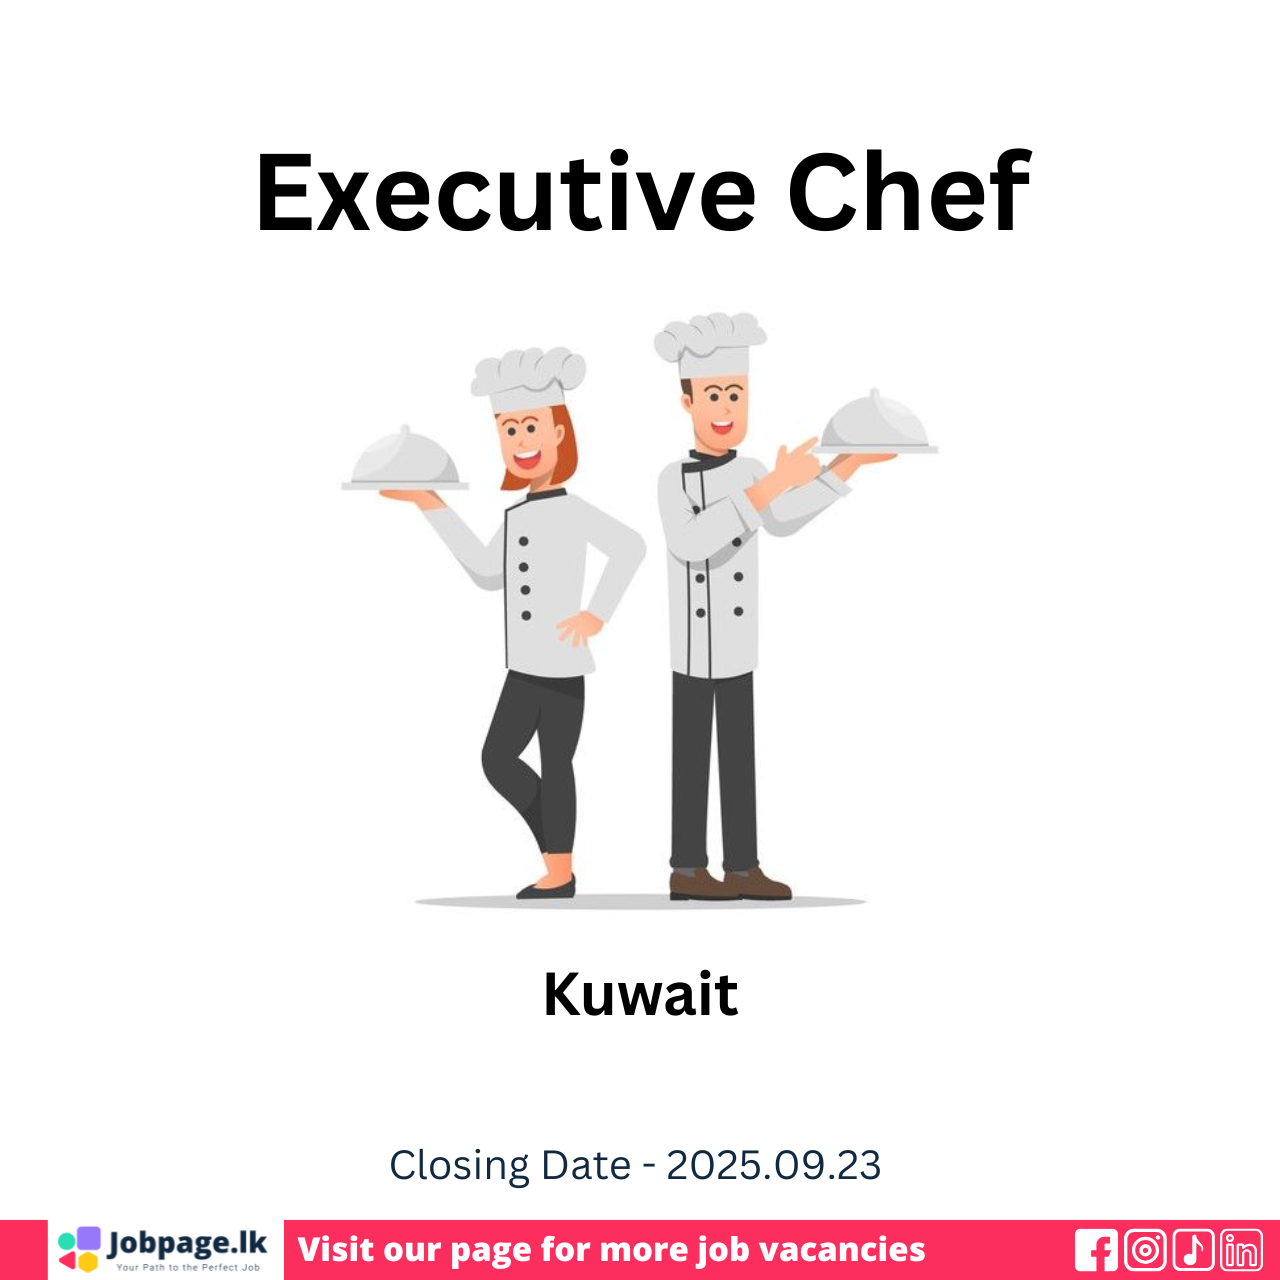 Executive Chef
Kuwait
Closing Date - 2025.09.23
Jobpage.lk
Your Path to the Perfect Job
Visit our page for more job vacancies